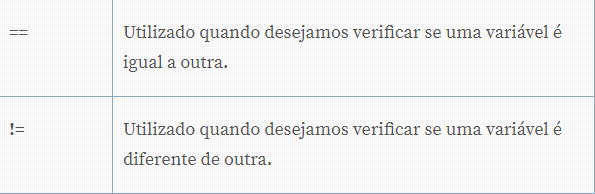 == Utilizado quando desejamos verificar se uma variável é
igual a outra.
!= Utilizado quando desejamos verificar se uma variável é
diferente de outra.